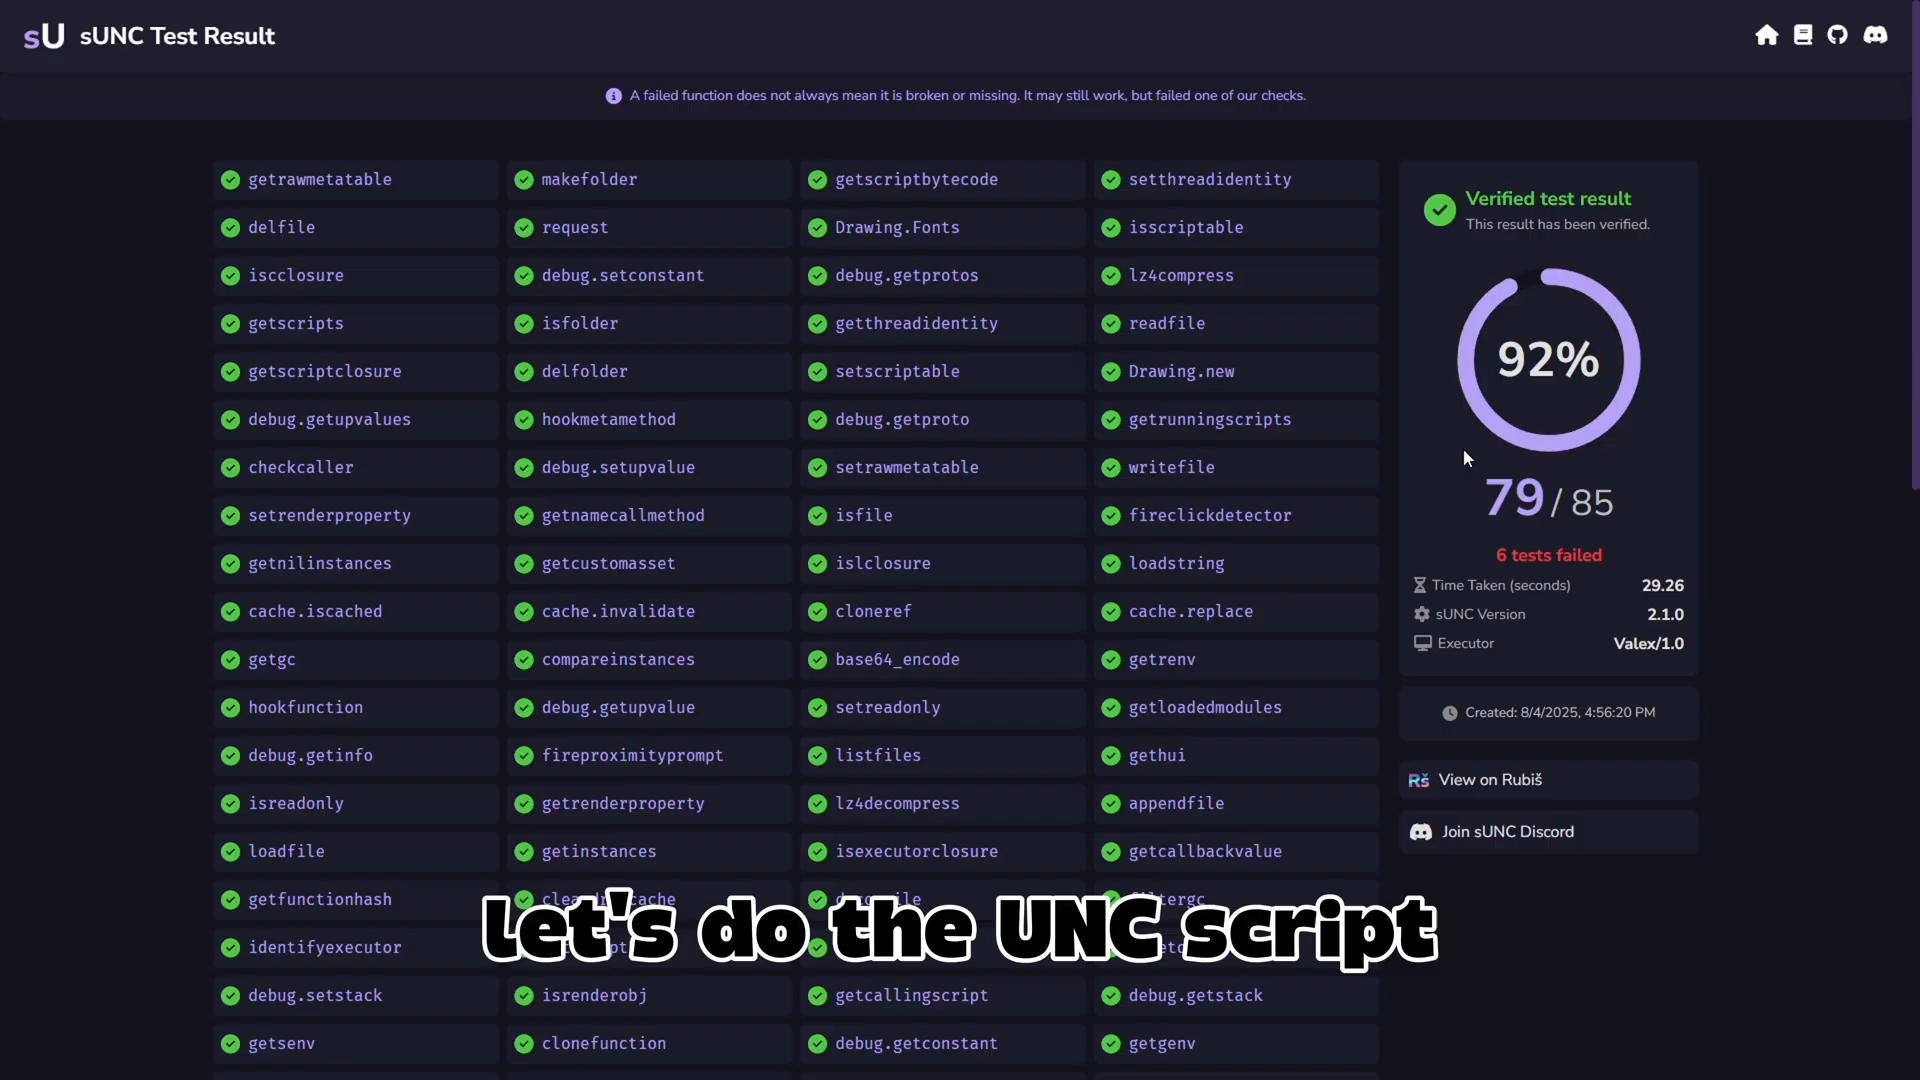 sU sUNC Test Result
A failed function does not always mean it is broken or missing. It may still work, but failed one of our checks.
getrawmetatable makefolder getscriptbytecode setthreadidentity
delfile request Drawing.Fonts isscriptable
iscclosure debug.setconstant debug.getprotos lz4compress
getscripts isfolder getthreadidentity readfile
getscriptclosure delfolder setscriptable Drawing.new
debug.getupvalues hookmetamethod debug.getproto getrunningscripts
checkcaller debug.setupvalue setrawmetatable writefile
setrenderproperty getnamecallmethod isfile fireclickdetector
getnilinstances getcustomasset islclosure loadstring
cache.iscached cache.invalidate cloneref cache.replace
getgc compareinstances base64_encode getrenv
hookfunction debug.getupvalue setreadonly getloadedmodules
debug.getinfo fireproximityprompt listfiles gethui
isreadonly getrenderproperty lz4decompress appendfile
loadfile getinstances isexecutorclosure getcallbackvalue
getfunctionhash
identifyexecutor
debug.setstack isrenderobj getcallingscript debug.getstack
getsenv clonefunction debug.getconstant getgenv
Verified test result
This result has been verified.
92%
79 / 85
6 tests failed
Time Taken (seconds) 29.26
sUNC Version 2.1.0
Executor Valex/1.0
Created: 8/4/2025, 4:56:20 PM
Rš View on Rubiš
Join sUNC Discord
let's do the UNC script